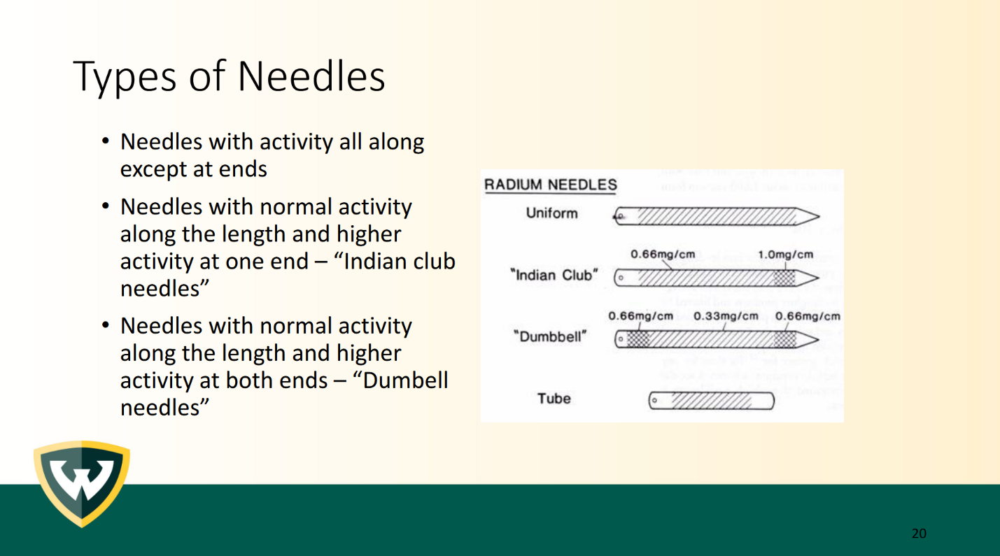 Types of Needles
• Needles with activity all along
except at ends
• Needles with normal activity
along the length and higher
activity at one end – “Indian club
needles”
• Needles with normal activity
along the length and higher
activity at both ends – “Dumbell
needles”
RADIUM NEEDLES
Uniform
0.66mg/cm 1.0mg/cm
"Indian Club"
0.66mg/cm 0.33mg/cm 0.66mg/cm
"Dumbbell"
Tube
W
20